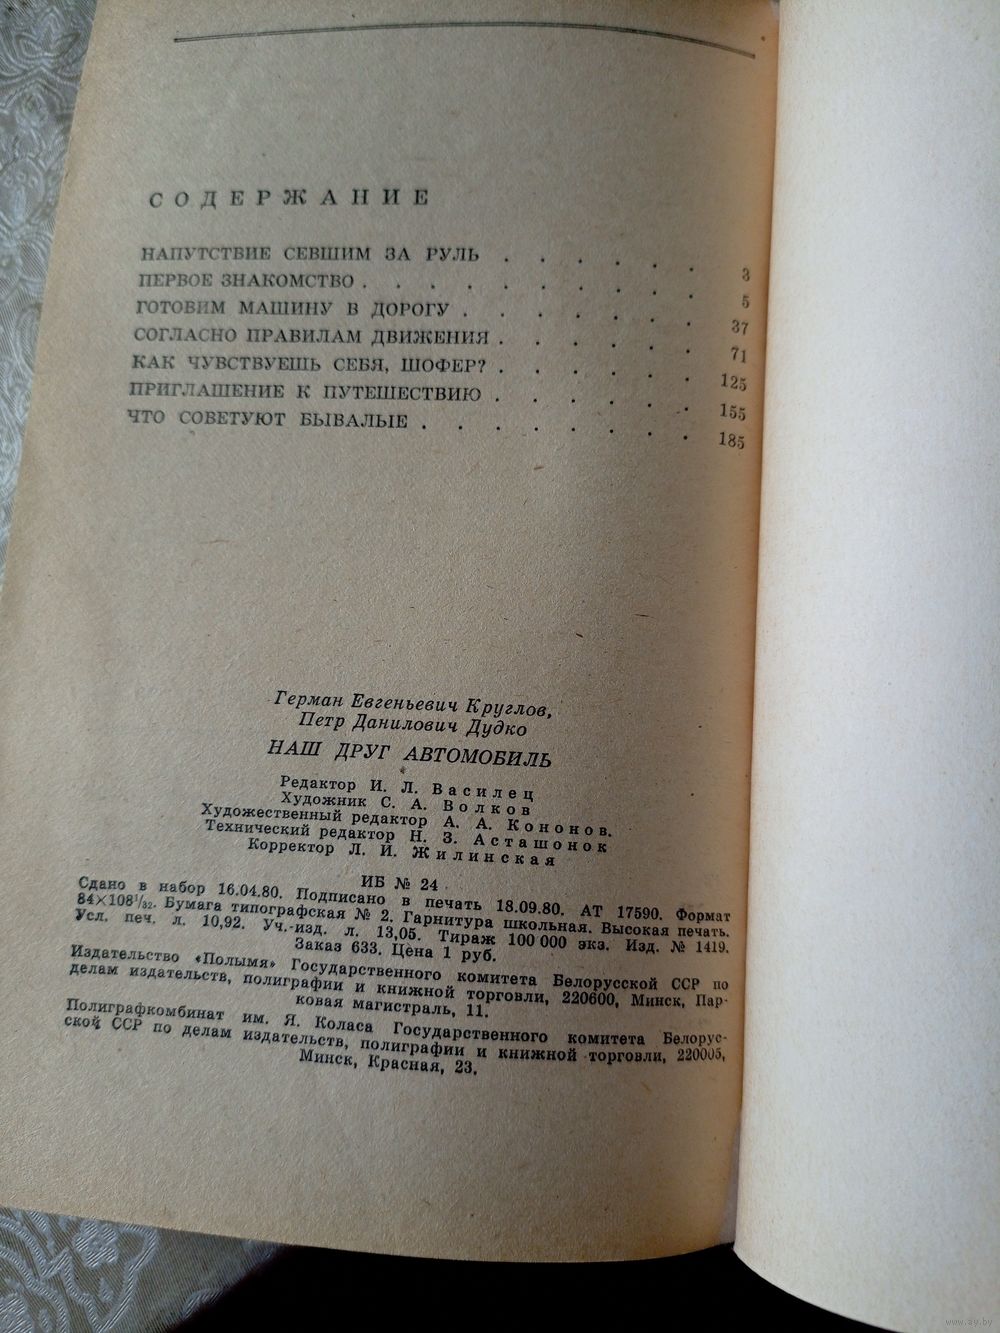 СОДЕРЖАНИЕ
НАПУТСТВИЕ СЕВШИМ ЗА РУЛЬ . . . . . 3
ПЕРВОЕ ЗНАКОМСТВО . . . . . . . . 5
ГОТОВИМ МАШИНУ В ДОРОГУ . . . . . . 37
СОГЛАСНО ПРАВИЛАМ ДВИЖЕНИЯ . . . . . 71
КАК ЧУВСТВУЕШЬ СЕБЯ, ШОФЕР? . . . . . 125
ПРИГЛАШЕНИЕ К ПУТЕШЕСТВИЮ . . . . . 155
ЧТО СОВЕТУЮТ БЫВАЛЫЕ . . . . . . 185
Герман Евгеньевич Круглов,
Петр Данилович Дудко
НАШ ДРУГ АВТОМОБИЛЬ
Редактор И. Л. Василец
Художник С. А. Волков
Художественный редактор А. А. Кононов.
Технический редактор Н. З. Асташонок
Корректор Л. И. Жилинская
ИБ № 24
Сдано в набор 16.04.80. Подписано в печать 18.09.80. АТ 17590. Формат
84×108¹/₃₂. Бумага типографская № 2. Гарнитура школьная. Высокая печать.
Усл. печ. л. 10,92. Уч.-изд. л. 13,05. Тираж 100 000 экз. Изд. № 1419.
Заказ 633. Цена 1 руб.
Издательство «Полымя» Государственного комитета Белорусской ССР по
делам издательств, полиграфии и книжной торговли, 220600, Минск, Пар-
ковая магистраль, 11.
Полиграфкомбинат им. Я. Коласа Государственного комитета Белорус-
ской ССР по делам издательств, полиграфии и книжной торговли, 220005,
Минск, Красная, 23.
www.ay.by